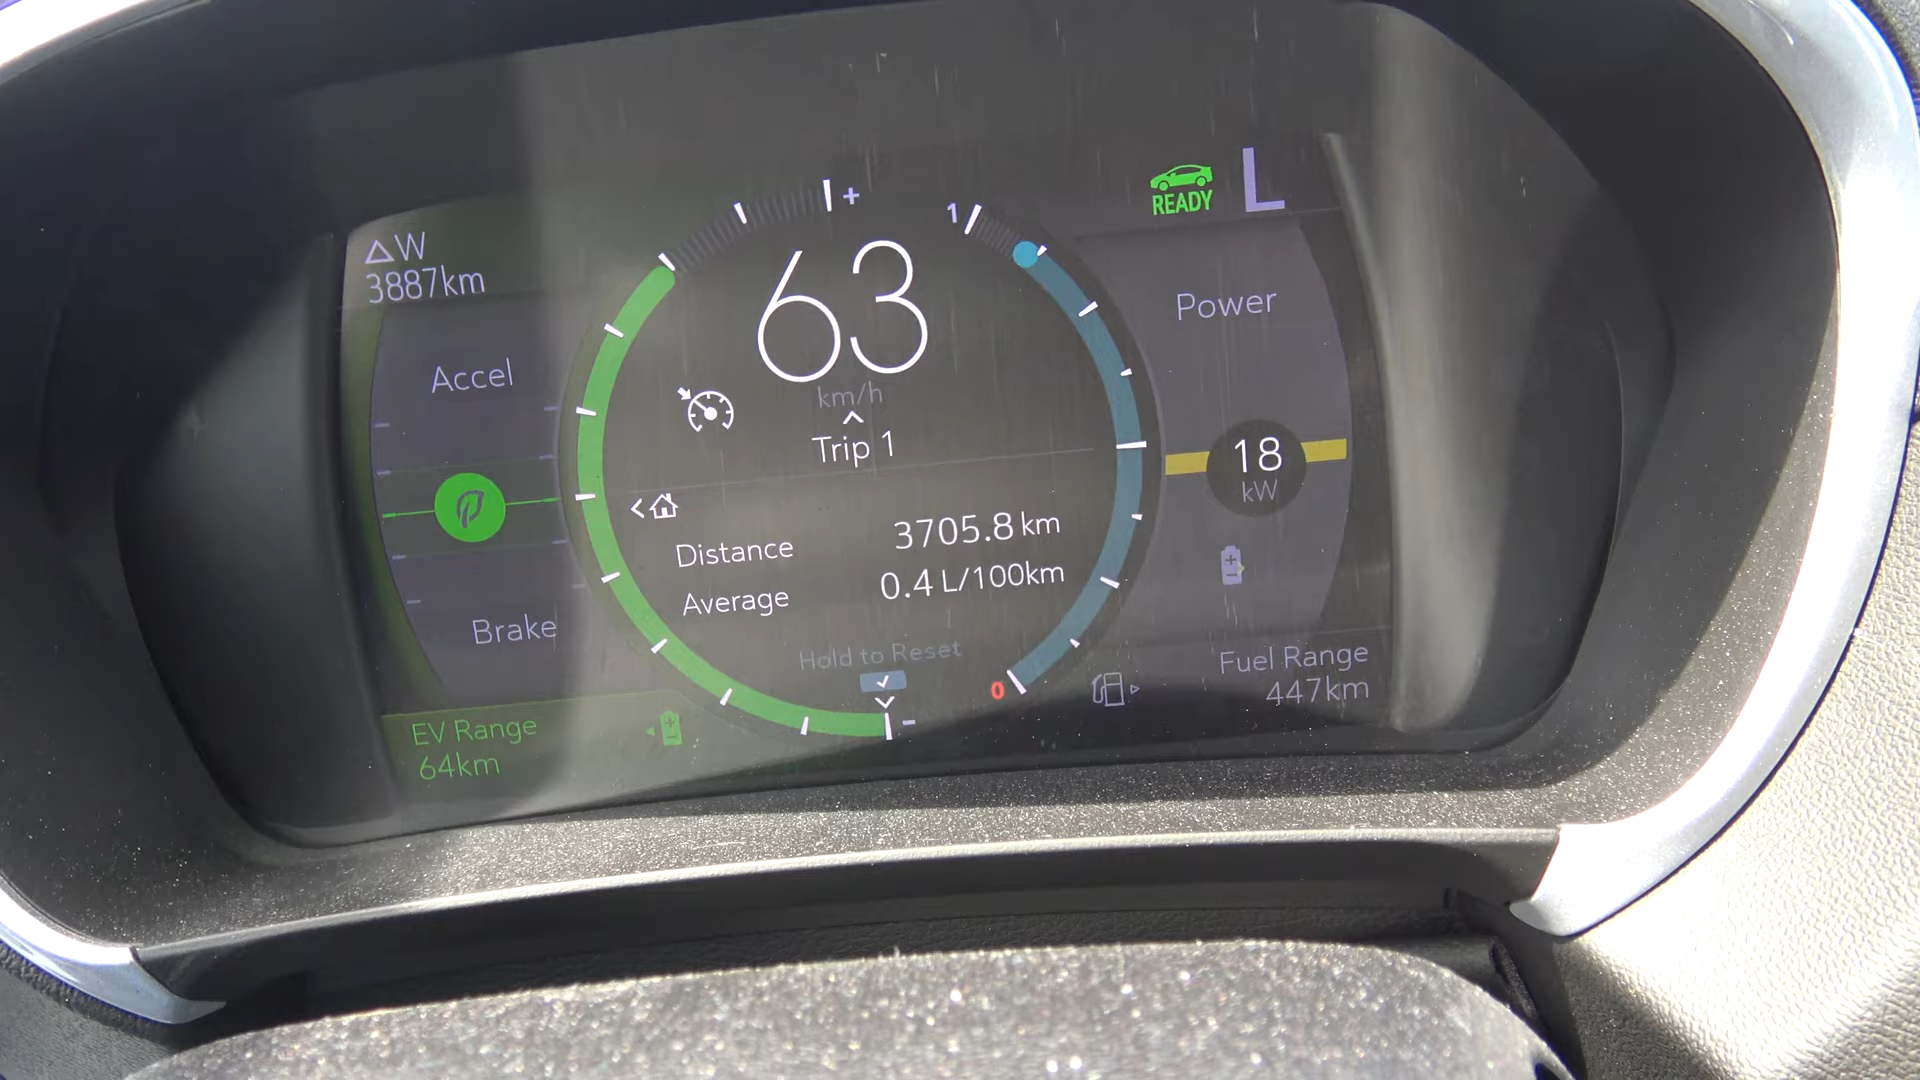 W
3887km
+
1
READY
L
63
km/h
Accel
Power
Trip 1
18
kW
Distance 3705.8 km
Average 0.4 L/100km
Brake
Hold to Reset
0
-
Fuel Range
447km
EV Range
64km